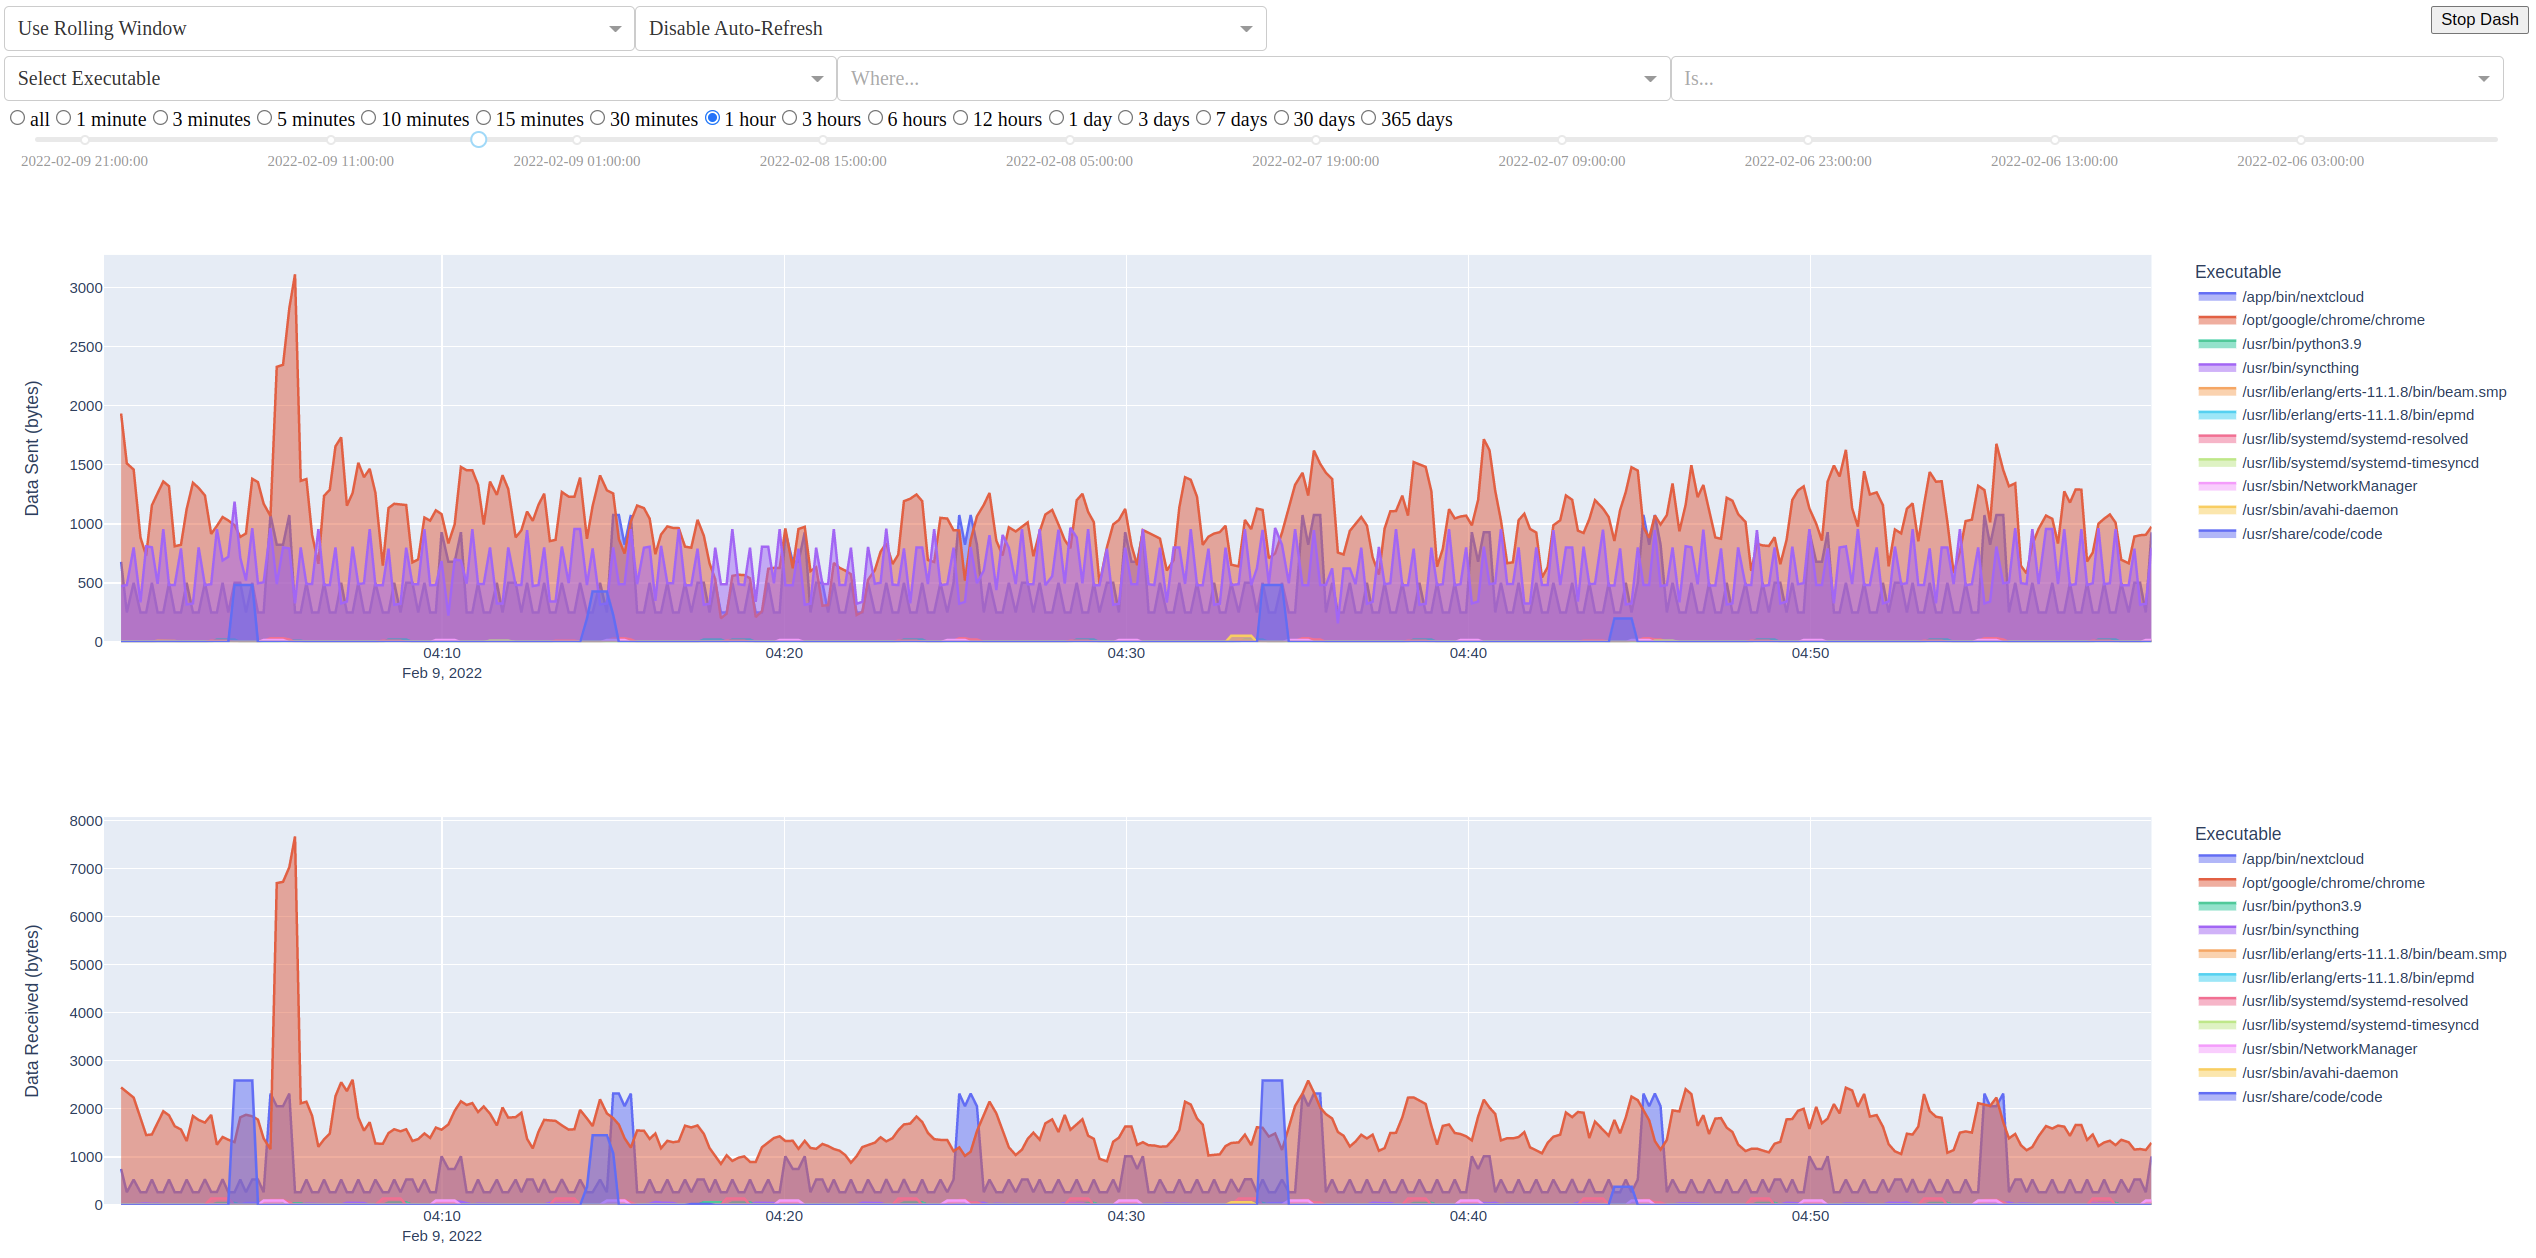 Use Rolling Window Disable Auto-Refresh Stop Dash
Select Executable Where... Is...
all 1 minute 3 minutes 5 minutes 10 minutes 15 minutes 30 minutes 1 hour 3 hours 6 hours 12 hours 1 day 3 days 7 days 30 days 365 days
2022-02-09 21:00:00 2022-02-09 11:00:00 2022-02-09 01:00:00 2022-02-08 15:00:00 2022-02-08 05:00:00 2022-02-07 19:00:00 2022-02-07 09:00:00 2022-02-06 23:00:00 2022-02-06 13:00:00 2022-02-06 03:00:00
Data Sent (bytes)
3000
2500
2000
1500
1000
500
0
04:10 04:20 04:30 04:40 04:50
Feb 9, 2022
Executable
/app/bin/nextcloud
/opt/google/chrome/chrome
/usr/bin/python3.9
/usr/bin/syncthing
/usr/lib/erlang/erts-11.1.8/bin/beam.smp
/usr/lib/erlang/erts-11.1.8/bin/epmd
/usr/lib/systemd/systemd-resolved
/usr/lib/systemd/systemd-timesyncd
/usr/sbin/NetworkManager
/usr/sbin/avahi-daemon
/usr/share/code/code
Data Received (bytes)
8000
7000
6000
5000
4000
3000
2000
1000
0
04:10 04:20 04:30 04:40 04:50
Feb 9, 2022
Executable
/app/bin/nextcloud
/opt/google/chrome/chrome
/usr/bin/python3.9
/usr/bin/syncthing
/usr/lib/erlang/erts-11.1.8/bin/beam.smp
/usr/lib/erlang/erts-11.1.8/bin/epmd
/usr/lib/systemd/systemd-resolved
/usr/lib/systemd/systemd-timesyncd
/usr/sbin/NetworkManager
/usr/sbin/avahi-daemon
/usr/share/code/code